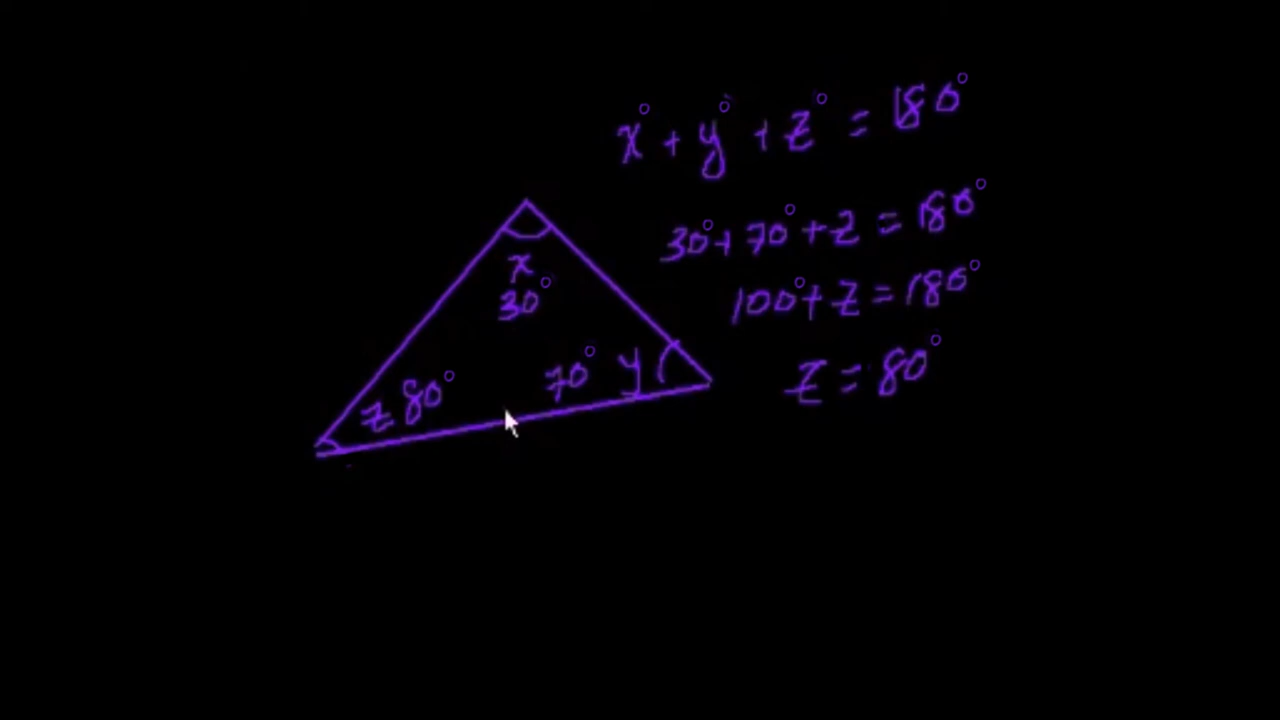 x° + y° + z° = 180°
30° + 70° + z = 180°
100° + z = 180°
z = 80°
x
30°
70° y
z 80°